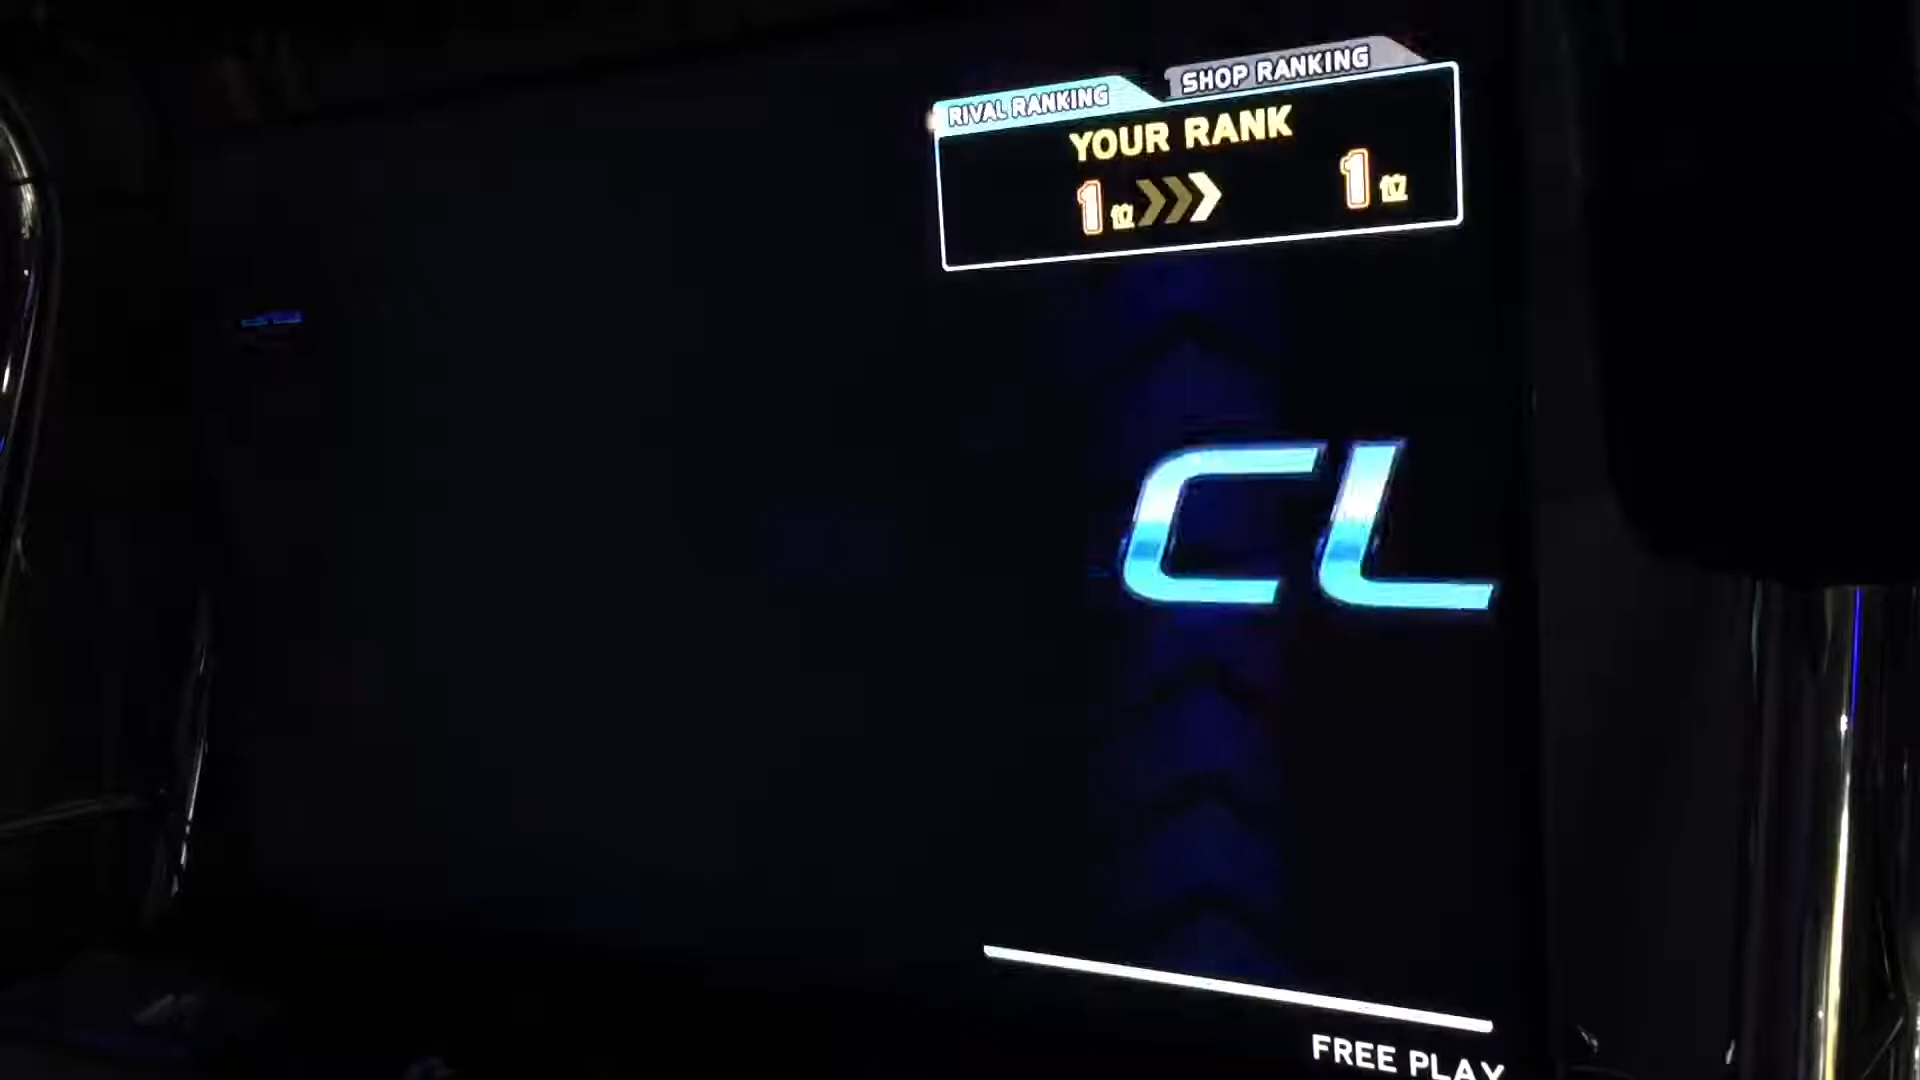 RIVAL RANKING
SHOP RANKING
YOUR RANK
1位 1位
CL
FREE PLAY